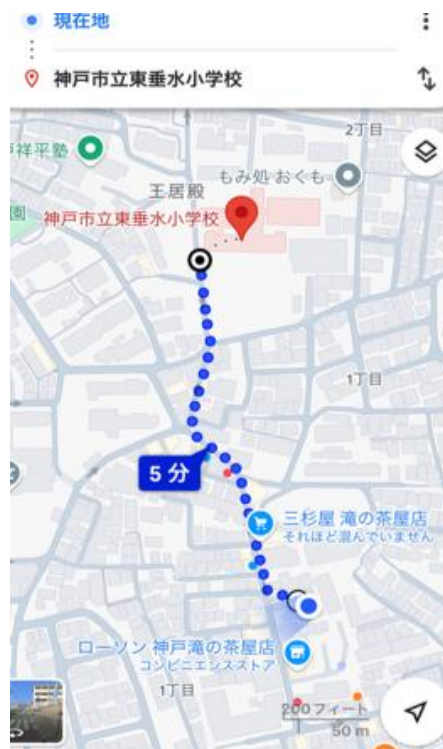 現在地
神戸市立東垂水小学校
2丁目
祥平塾
もみ処 おくも
王居殿
園
神戸市立東垂水小学校
1丁目
5 分
三杉屋 滝の茶屋店
それほど混んでいません
ローソン 神戸滝の茶屋店
コンビニエンスストア
1丁目
200フィート
50 m